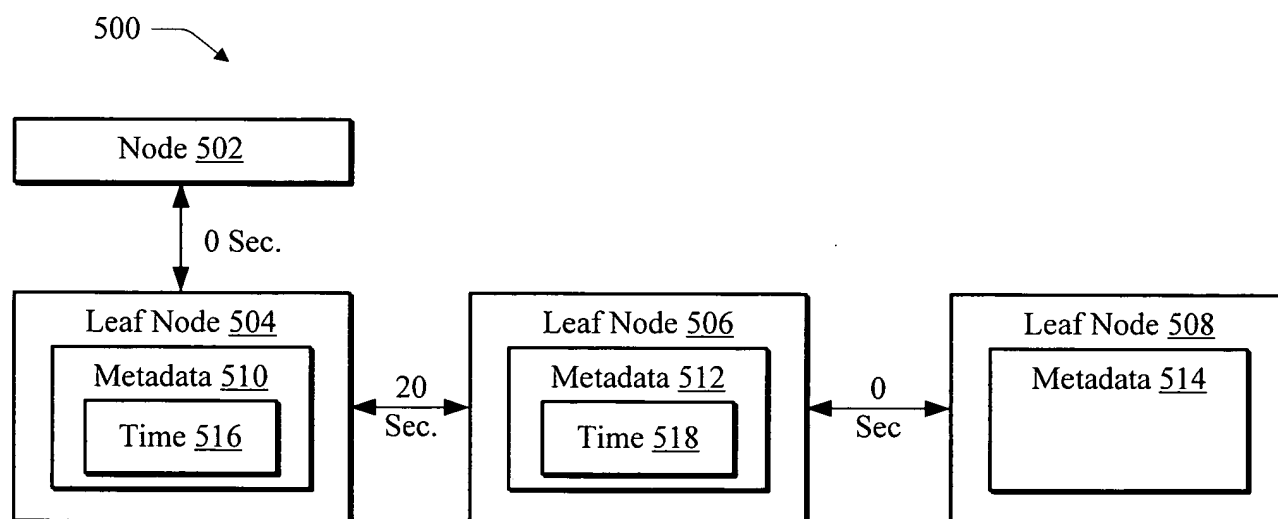 500
Node 502
0 Sec.
Leaf Node 504
Metadata 510
Time 516
20
Sec.
Leaf Node 506
Metadata 512
Time 518
0
Sec
Leaf Node 508
Metadata 514